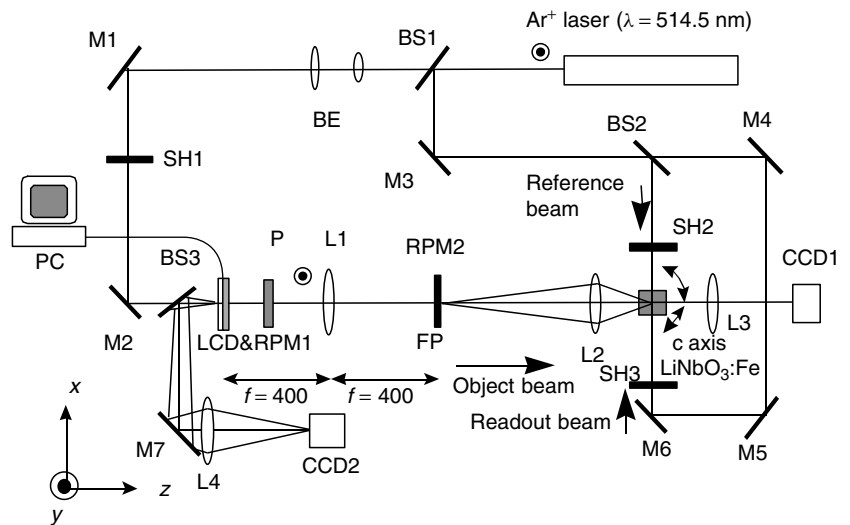 Ar⁺ laser (λ = 514.5 nm)
M1
BS1
BE
M4
BS2
SH1
M3
Reference
beam
PC
BS3
P
L1
RPM2
SH2
CCD1
M2
LCD&RPM1
FP
L2
L3
c axis
LiNbO₃:Fe
f = 400
f = 400
Object beam
SH3
Readout beam
x
M7
L4
CCD2
M6
M5
z
y